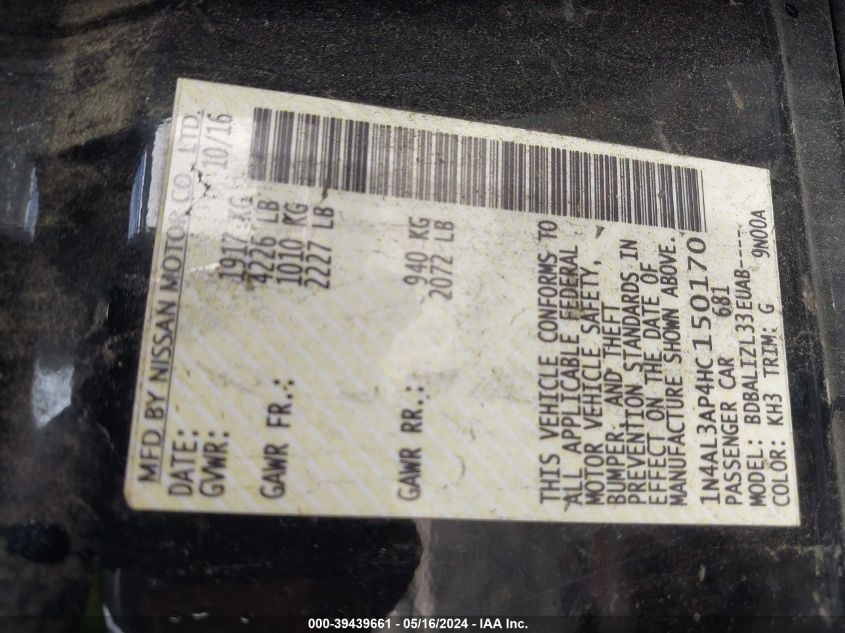 MFD BY NISSAN MOTOR CO., LTD.
DATE: 10/16
GVWR: 1917 KG
4226 LB
GAWR FR.: 1010 KG
2227 LB
GAWR RR.: 940 KG
2072 LB
THIS VEHICLE CONFORMS TO
ALL APPLICABLE FEDERAL
MOTOR VEHICLE SAFETY,
BUMPER, AND THEFT
PREVENTION STANDARDS IN
EFFECT ON THE DATE OF
MANUFACTURE SHOWN ABOVE.
1N4AL3AP4HC150170
PASSENGER CAR 681
MODEL: BDBALIZL33EUAB----
COLOR: KH3 TRIM: G 9N00A
000-39439661 - 05/16/2024 - IAA Inc.